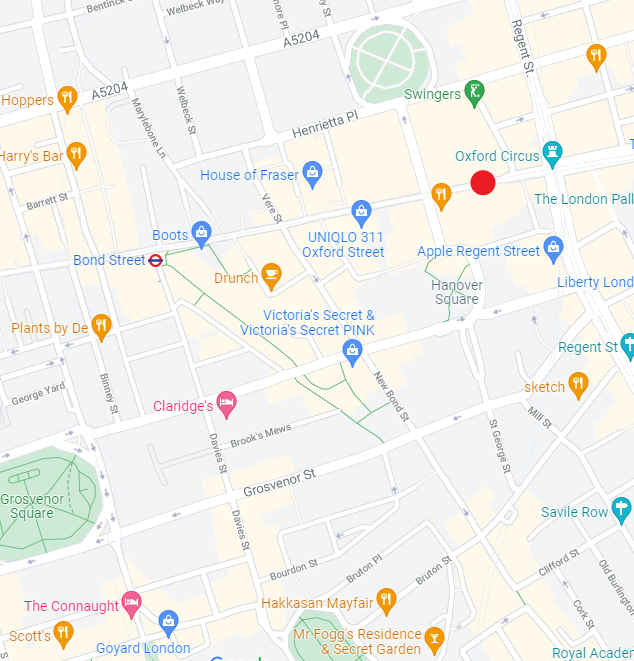 Bentinck St
Welbeck Way
A5204
Regent St.
Hoppers
A5204
Welbeck St
Marylebone Ln
Swingers
Henrietta Pl
Harry's Bar
Oxford Circus
House of Fraser
Barrett St
Vere St
The London Pall
Boots
UNIQLO 311
Oxford Street
Apple Regent Street
Bond Street
Drunch
Hanover
Square
Liberty Lond
Victoria's Secret &
Victoria's Secret PINK
Plants by De
Regent St
George Yard
Binney St
New Bond St
sketch
Claridge's
Mill St
Brook's Mews
Davies St
St George St
Grosvenor St
Grosvenor
Square
Savile Row
Davies St
Bourdon St
Bruton Pl
Bruton St
Clifford St
Old Burlington
The Connaught
Hakkasan Mayfair
Cork St
Scott's
Goyard London
Mr Fogg's Residence
& Secret Garden
Royal Acade